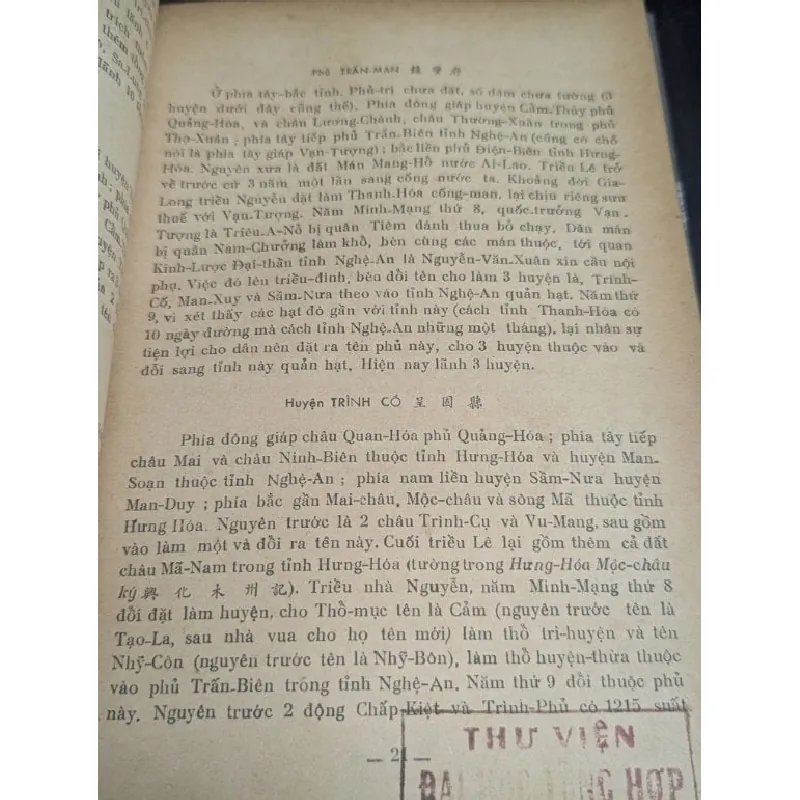 Phủ TRẤN-MAN 鎮 蠻 府
Ở phía tây-bắc tỉnh. Phủ-trị chưa đặt, số dặm chưa tường (3
huyện dưới đây cũng thế). Phía đông giáp huyện Cẩm-Thủy phủ
Quảng-Hóa, và châu Lương-Chánh, châu Thường-Xuân trong phủ
Thọ-Xuân ; phía tây tiếp phủ Trấn-Biên tỉnh Nghệ-An (cũng có chỗ
nói là phía tây giáp Vạn-Tượng) ; bắc liền phủ Điện-Biên tỉnh Hưng-
Hóa. Nguyên xưa là đất Mán Mang-Hồ nước Ai-Lao. Triều Lê trở
về trước cứ 3 năm một lần sang cống nước ta. Khoảng đời Gia-
Long triều Nguyễn đặt làm Thanh-Hóa cống-man, lại chịu riêng sưu
thuế với Vạn-Tượng. Năm Minh-Mạng thứ 8, quốc-trưởng Vạn-
Tượng là Triêu-A-Nỗ bị quân Tiêm đánh thua bỏ chạy. Dân mán
bị quân Nam-Chưởng làm khổ, bèn cùng các mán thuộc, tới quan
Kinh-Lược Đại-thần tỉnh Nghệ-An là Nguyễn-Văn-Xuân xin cầu nội
phụ. Việc đó lên triều-đình, bèn đổi tên cho làm 3 huyện là, Trình-
Cố, Man-Xuy và Sầm-Nưa theo vào tỉnh Nghệ-An quản hạt. Năm thứ
9, vì xét thấy các hạt đó gần với tỉnh này (cách tỉnh Thanh-Hóa có
10 ngày đường mà cách tỉnh Nghệ-An những một tháng), lại nhân sự
tiện lợi cho dân nên đặt ra tên phủ này, cho 3 huyện thuộc vào và
đổi sang tỉnh này quản hạt. Hiện nay lãnh 3 huyện.
Huyện TRÌNH CỐ 呈 固 縣
Phía đông giáp châu Quan-Hóa phủ Quảng-Hóa ; phía tây tiếp
châu Mai và châu Ninh-Biên thuộc tỉnh Hưng-Hóa và huyện Man-
Soạn thuộc tỉnh Nghệ-An ; phía nam liền huyện Sầm-Nưa huyện
Man-Duy ; phía bắc gần Mai-châu, Mộc-châu và sông Mã thuộc tỉnh
Hưng Hóa. Nguyên trước là 2 châu Trình-Cụ và Vu-Mang, sau gồm
vào làm một và đổi ra tên này. Cuối triều Lê lại gồm thêm cả đất
châu Mã-Nam trong tỉnh Hưng-Hóa (tường trong Hưng-Hóa Mộc-châu
ký 興 化 木 州 記). Triều nhà Nguyễn, năm Minh-Mạng thứ 8
đổi đặt làm huyện, cho Thồ-mục tên là Cầm (nguyên trước tên là
Tạo-La, sau nhà vua cho họ tên mới) làm thồ tri-huyện và tên
Nhỹ-Côn (nguyên trước tên là Nhỹ-Bôn), làm thồ huyện-thừa thuộc
vào phủ Trấn-Biên trong tỉnh Nghệ-An. Năm thứ 9 dồi thuộc phủ
này. Nguyên trước 2 động Chấp-Kiệt và Trình-Phủ có 1215 suất
THƯ VIỆN
HỢP